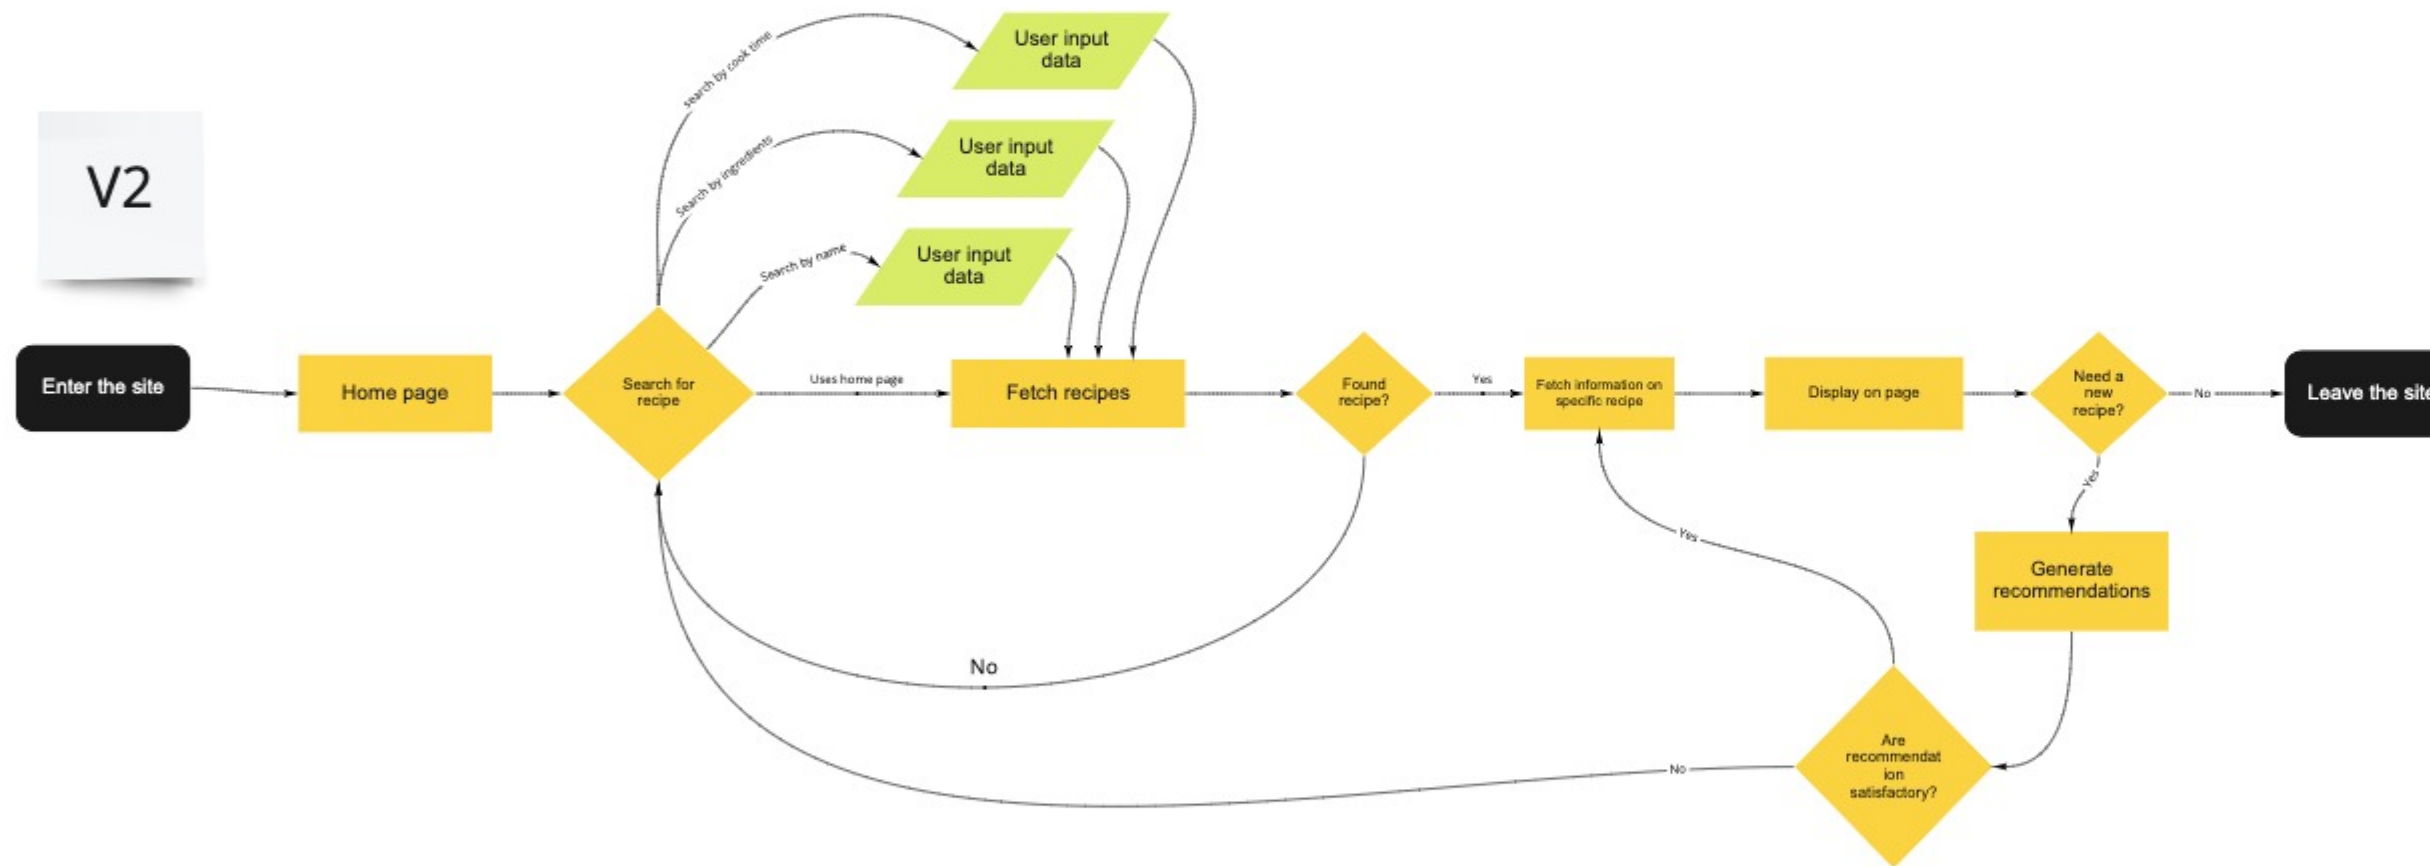 search by cook time
User input
data
V2
Search by ingredients
User input
data
Search by name
User input
data
Enter the site
Home page
Search for
recipe
Uses home page
Fetch recipes
Found
recipe?
Yes
Fetch information on
specific recipe
Display on page
Need a
new
recipe?
No
Leave the site
Yes
Generate
recommendations
Yes
No
Are
recommendat
ion
satisfactory?
No